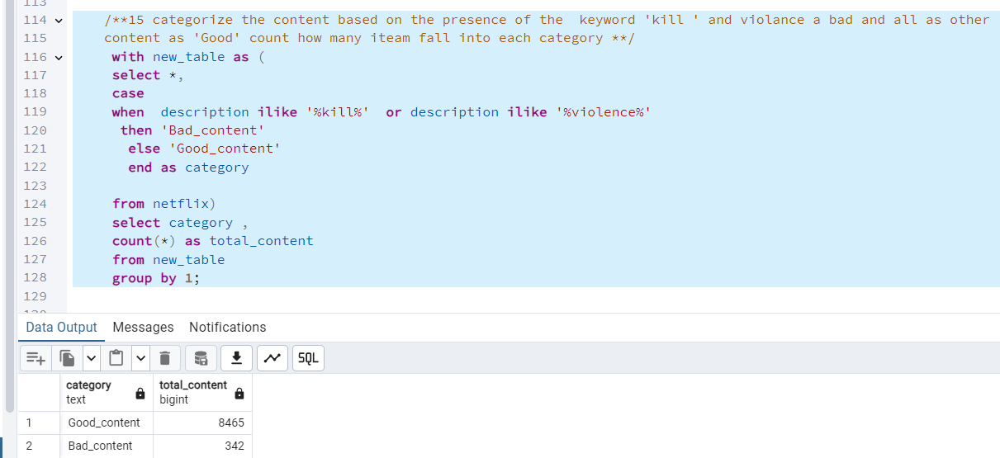 113
114 /**15 categorize the content based on the presence of the  keyword 'kill ' and violance a bad and all as other
115 content as 'Good' count how many iteam fall into each category **/
116 with new_table as (
117 select *,
118 case
119 when  description ilike '%kill%'  or description ilike '%violence%'
120 then 'Bad_content'
121 else 'Good_content'
122 end as category
123
124 from netflix)
125 select category ,
126 count(*) as total_content
127 from new_table
128 group by 1;
129
130
Data Output Messages Notifications
SQL
category total_content
text bigint
1 Good_content 8465
2 Bad_content 342